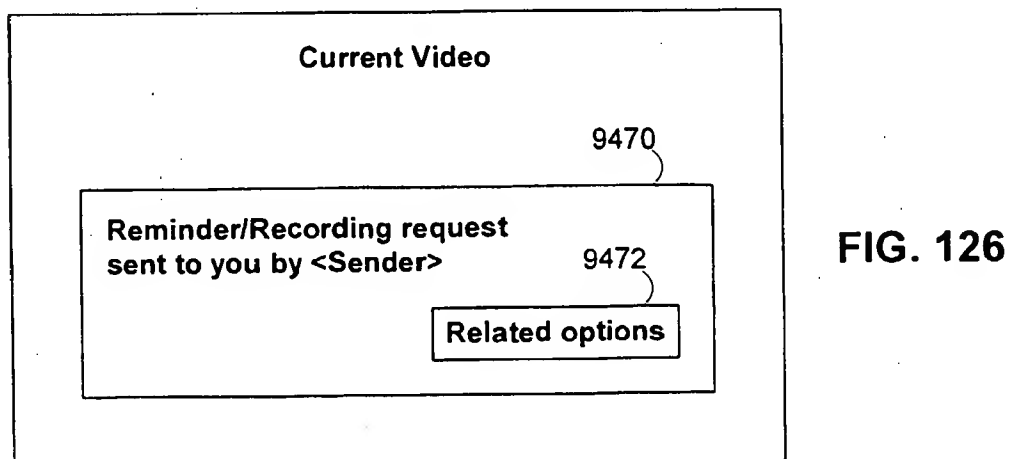 Current Video
9470
Reminder/Recording request
sent to you by <Sender>
9472
Related options
FIG. 126